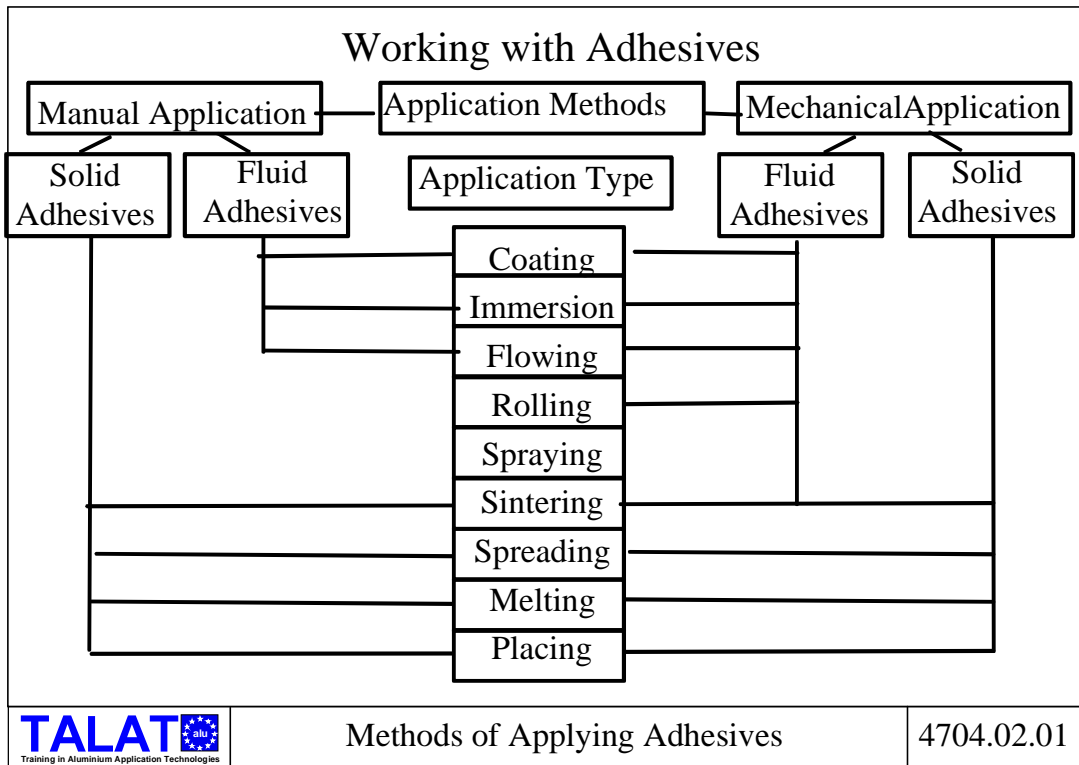 Working with Adhesives
Manual Application
Application Methods
MechanicalApplication
Solid
Adhesives
Fluid
Adhesives
Application Type
Fluid
Adhesives
Solid
Adhesives
Coating
Immersion
Flowing
Rolling
Spraying
Sintering
Spreading
Melting
Placing
TALAT
alu
Training in Aluminium Application Technologies
Methods of Applying Adhesives
4704.02.01